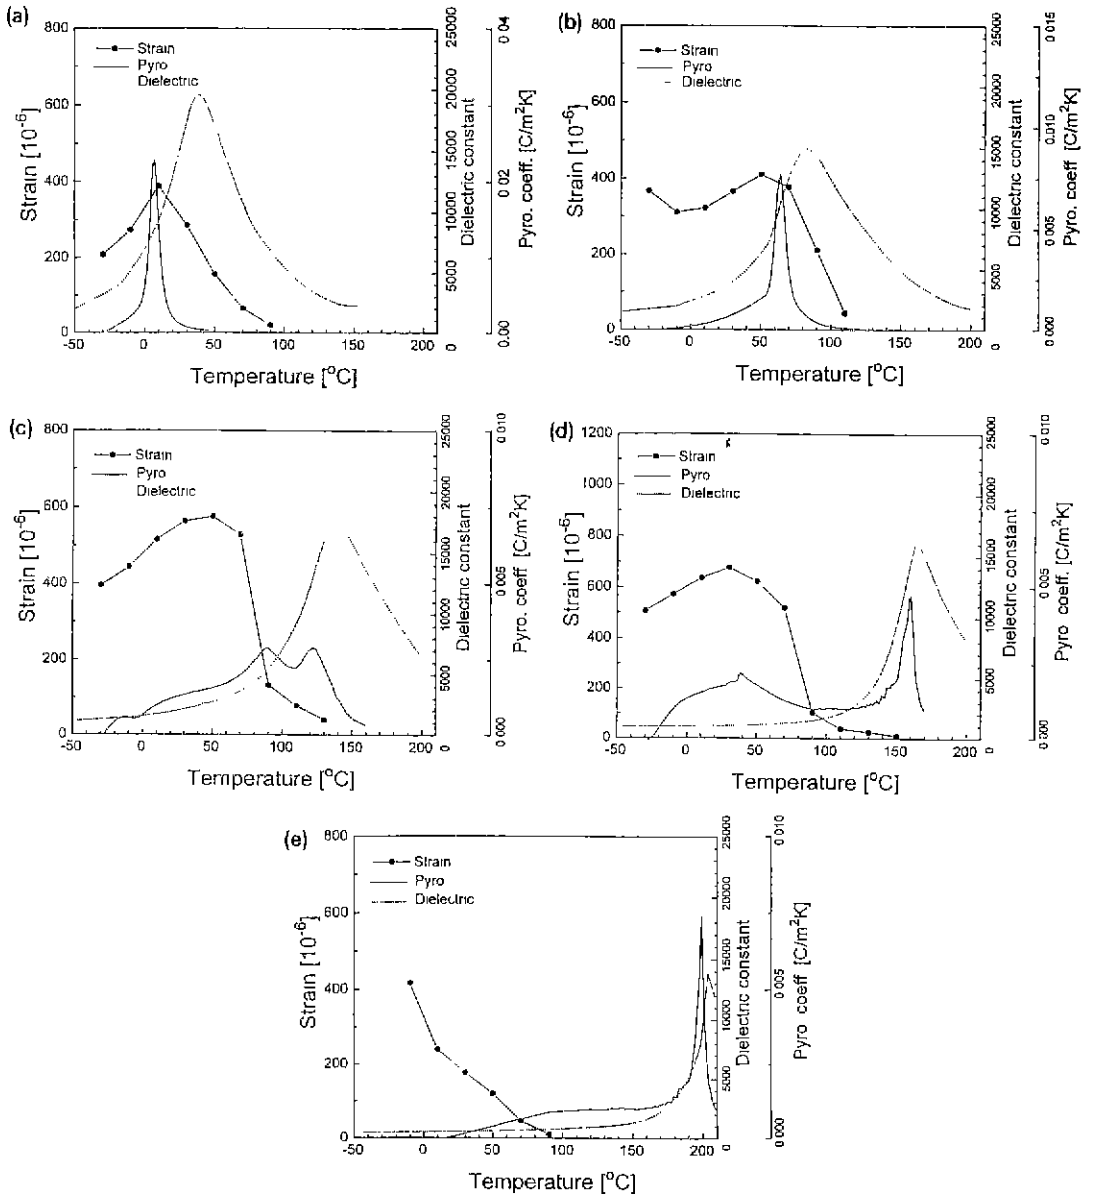 (a)
800
600
400
200
0
Strain [10-6]
Strain
Pyro
Dielectric
-50 0 50 100 150 200
Temperature [oC]
0 5000 10000 15000 20000 25000
Dielectric constant
0.00 0 02 0 04
Pyro. coeff. [C/m2K]
(b)
800
600
400
200
0
Strain [10-6]
Strain
Pyro
Dielectric
-50 0 50 100 150 200
Temperature [oC]
0 5000 10000 15000 20000 25000
Dielectric constant
0 000 0 005 0 010 0 015
Pyro. coeff [C/m2K]
(c)
800
600
400
200
0
Strain [10-6]
Strain
Pyro
Dielectric
-50 0 50 100 150 200
Temperature [oC]
0 5000 10000 15000 20000 25000
Dielectric constant
0 000 0 005 0 010
Pyro. coeff [C/m2K]
(d)
1200
1000
800
600
400
200
0
Strain [10-6]
Strain
Pyro
Dielectric
-50 0 50 100 150 200
Temperature [oC]
0 5000 10000 15000 20000 25000
Dielectric constant
0 000 0 005 0 010
Pyro coeff. [C/m2K]
(e)
800
600
400
200
0
Strain [10-6]
Strain
Pyro
Dielectric
-50 0 50 100 150 200
Temperature [oC]
0 5000 10000 15000 20000 25000
Dielectric constant
0 000 0 005 0 010
Pyro coeff [C/m2K]